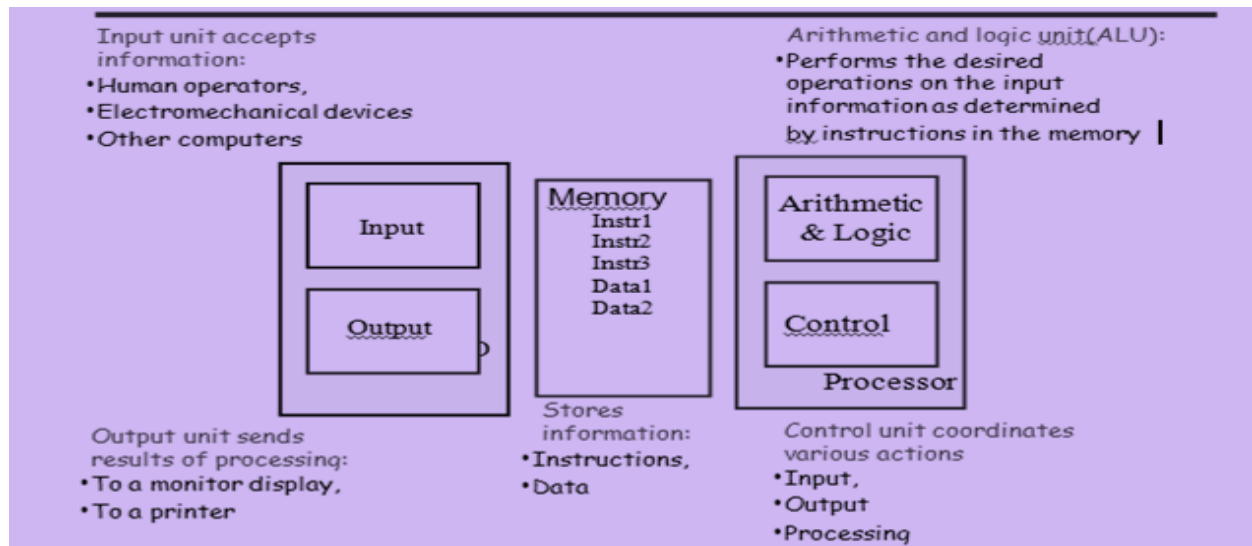 Input unit accepts
information:
•Human operators,
•Electromechanical devices
•Other computers
Arithmetic and logic unit(ALU):
•Performs the desired
operations on the input
information as determined
by instructions in the memory
Input
Output
Memory
Instr1
Instr2
Instr3
Data1
Data2
Arithmetic
& Logic
Control
Processor
Output unit sends
results of processing:
•To a monitor display,
•To a printer
Stores
information:
•Instructions,
•Data
Control unit coordinates
various actions
•Input,
•Output
•Processing